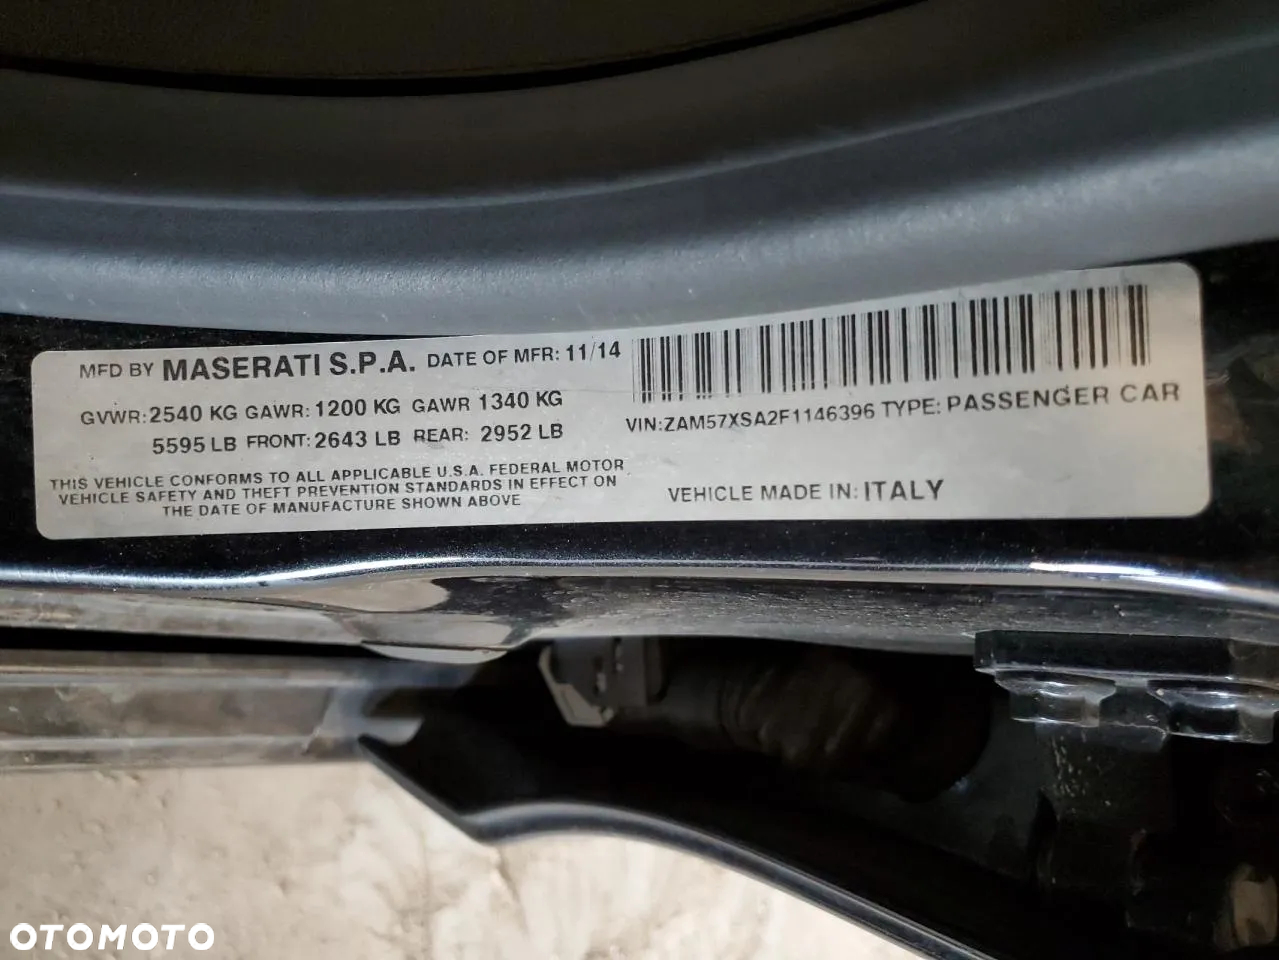 MFD BY MASERATI S.P.A. DATE OF MFR: 11/14
GVWR: 2540 KG GAWR: 1200 KG GAWR 1340 KG
5595 LB FRONT: 2643 LB REAR: 2952 LB
THIS VEHICLE CONFORMS TO ALL APPLICABLE U.S.A. FEDERAL MOTOR
VEHICLE SAFETY AND THEFT PREVENTION STANDARDS IN EFFECT ON
THE DATE OF MANUFACTURE SHOWN ABOVE
VIN:ZAM57XSA2F1146396 TYPE: PASSENGER CAR
VEHICLE MADE IN: ITALY
OTOMOTO